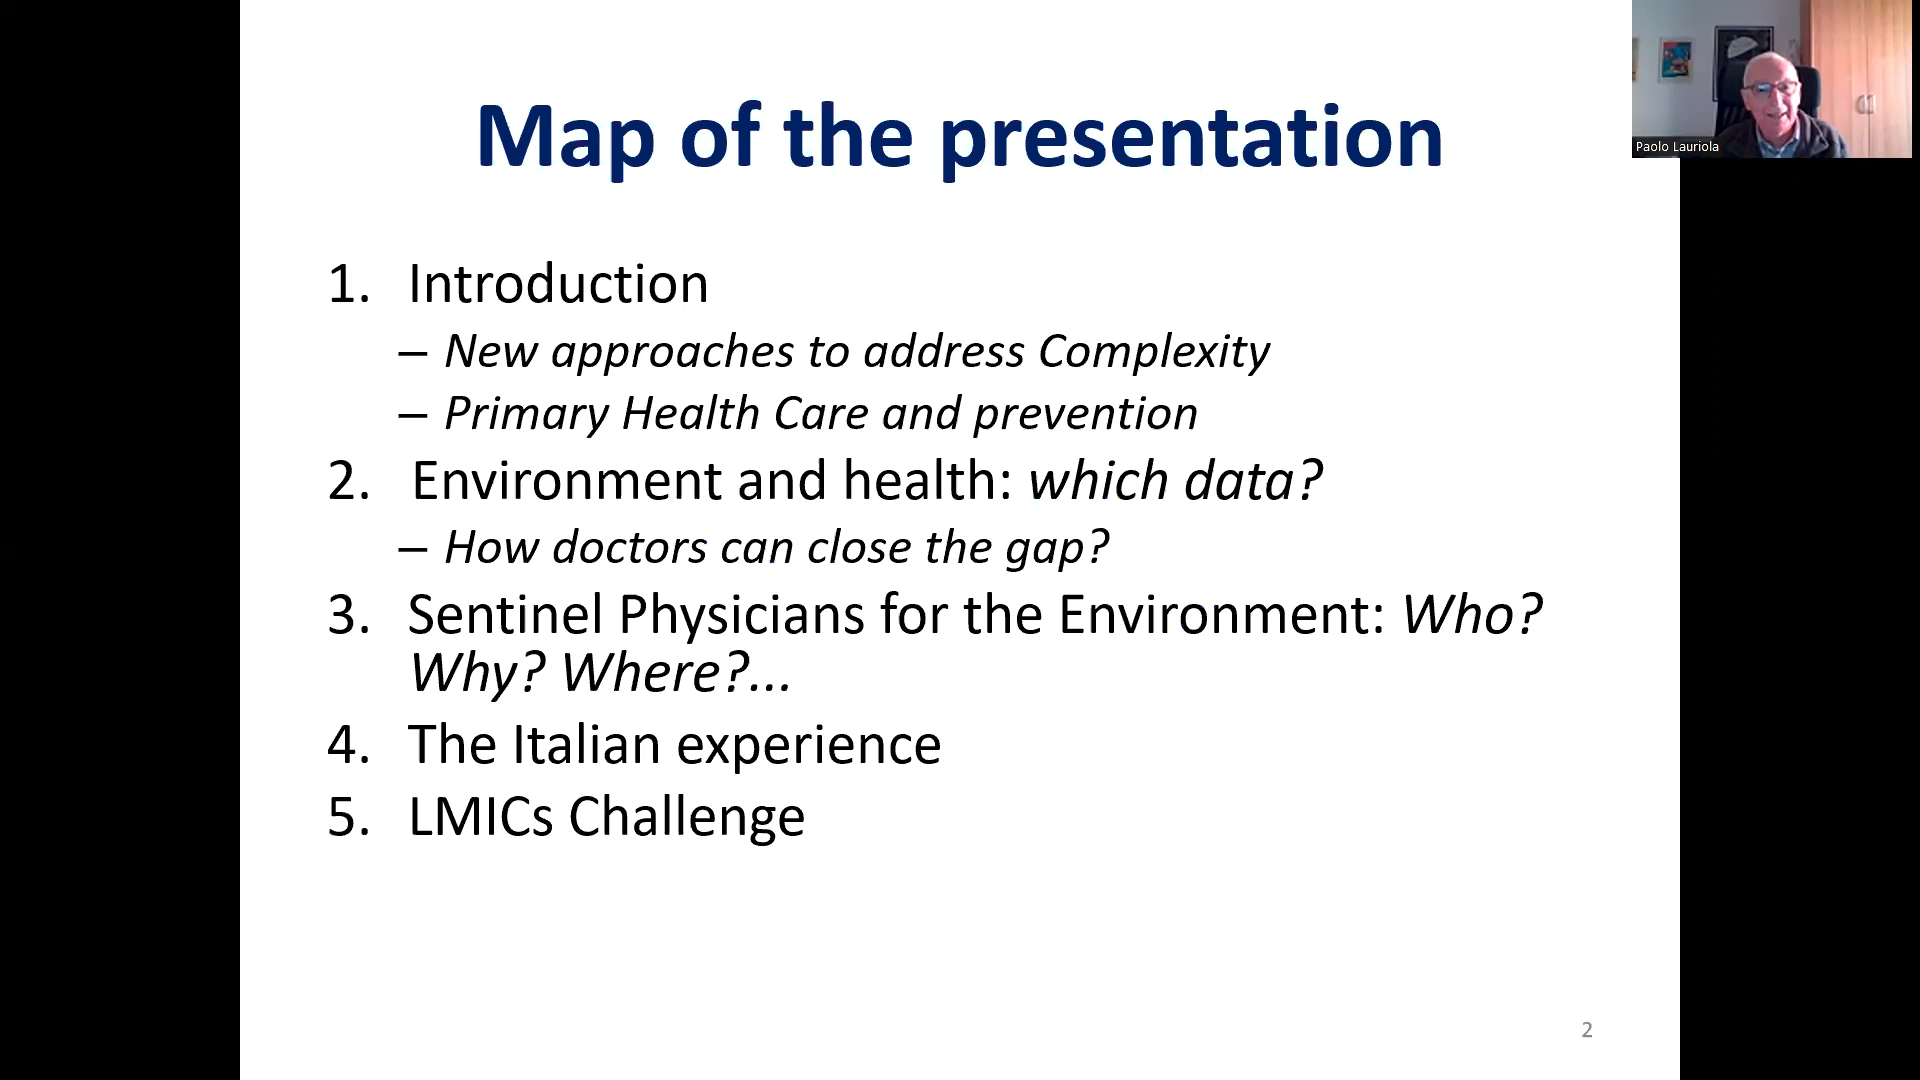 Map of the presentation
Paolo Lauriola
1. Introduction
– New approaches to address Complexity
– Primary Health Care and prevention
2. Environment and health: which data?
– How doctors can close the gap?
3. Sentinel Physicians for the Environment: Who?
Why? Where?...
4. The Italian experience
5. LMICs Challenge
2